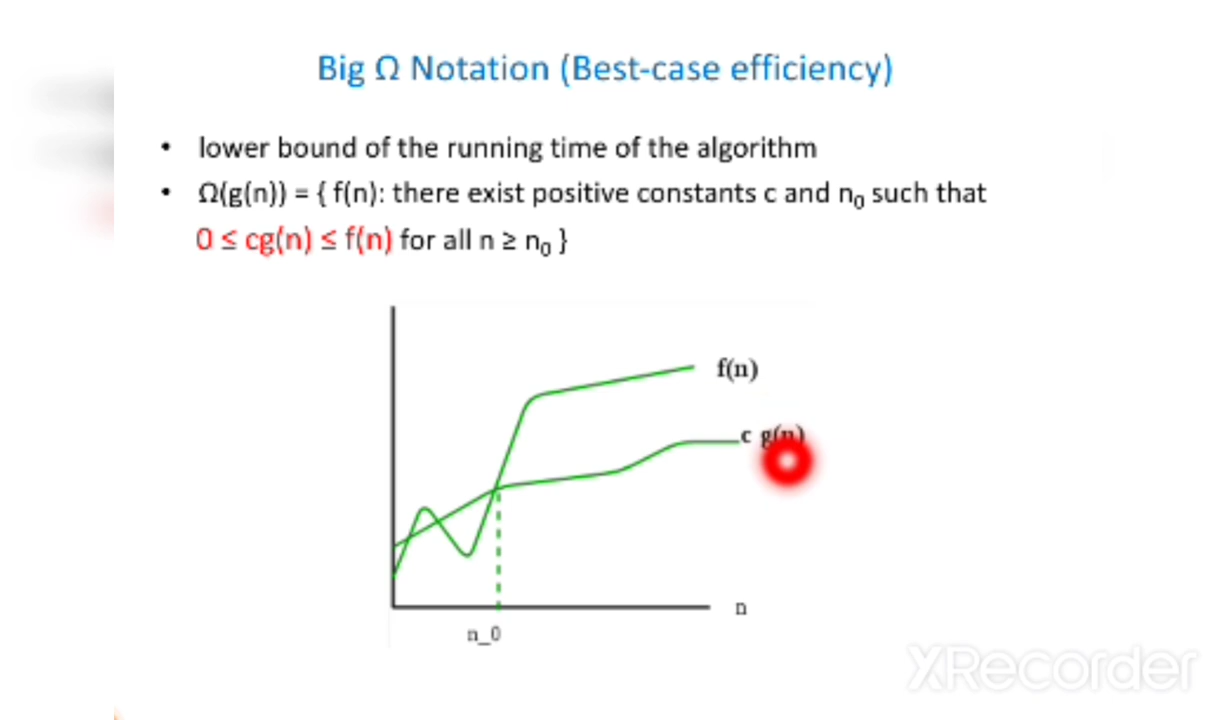 Big Ω Notation (Best-case efficiency)
• lower bound of the running time of the algorithm
• Ω(g(n)) = { f(n): there exist positive constants c and n₀ such that
0 ≤ cg(n) ≤ f(n) for all n ≥ n₀ }
f(n)
c g(n)
n
n_0
XRecorder